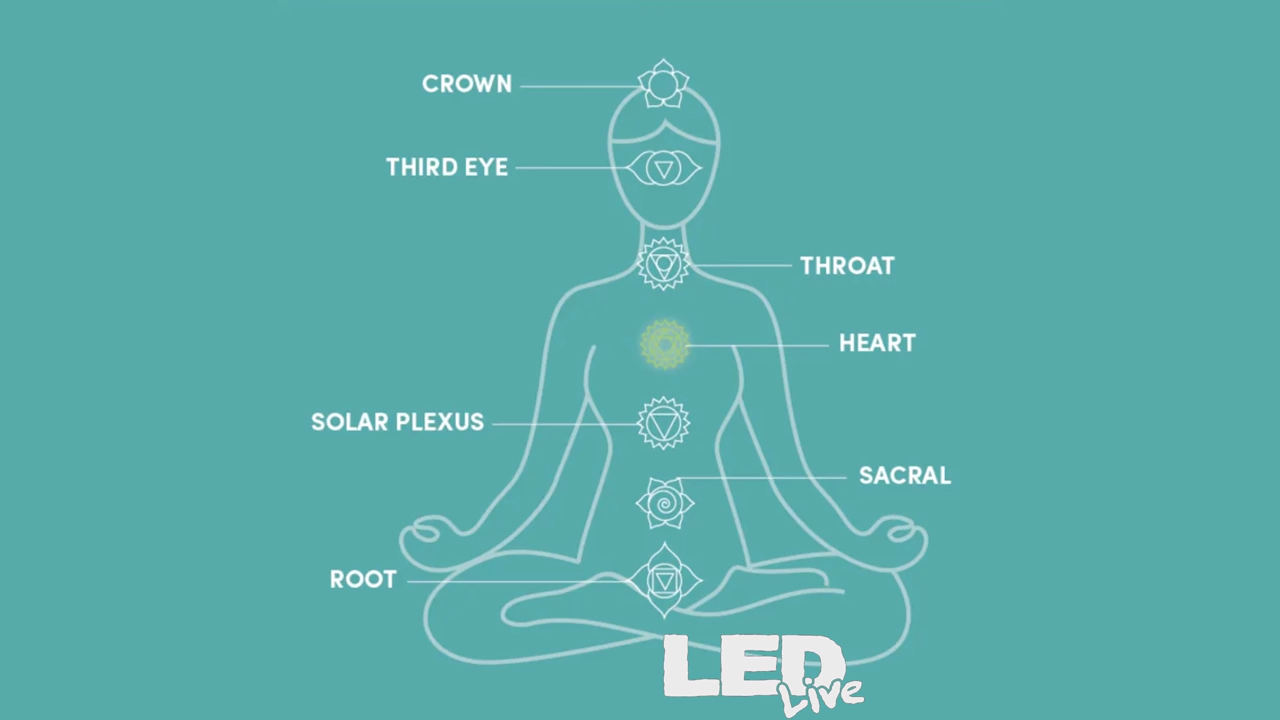 CROWN
THIRD EYE
THROAT
HEART
SOLAR PLEXUS
SACRAL
ROOT
LED
Live